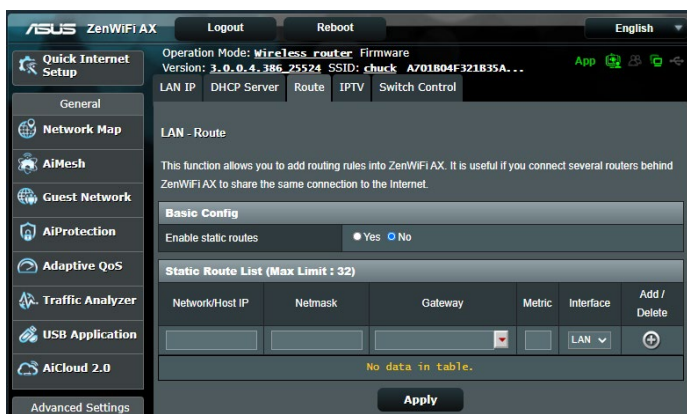 ASUS ZenWiFi AX
Logout
Reboot
English
Quick Internet
Setup
General
Network Map
AiMesh
Guest Network
AiProtection
Adaptive QoS
Traffic Analyzer
USB Application
AiCloud 2.0
Advanced Settings
Operation Mode: Wireless router Firmware
Version: 3.0.0.4.386_25524 SSID: chuck A701B04F321B35A...
App
LAN IP DHCP Server Route IPTV Switch Control
LAN - Route
This function allows you to add routing rules into ZenWiFi AX. It is useful if you connect several routers behind
ZenWiFi AX to share the same connection to the Internet.
Basic Config
Enable static routes Yes No
Static Route List (Max Limit : 32)
Network/Host IP Netmask Gateway Metric Interface Add /
Delete
LAN
No data in table.
Apply